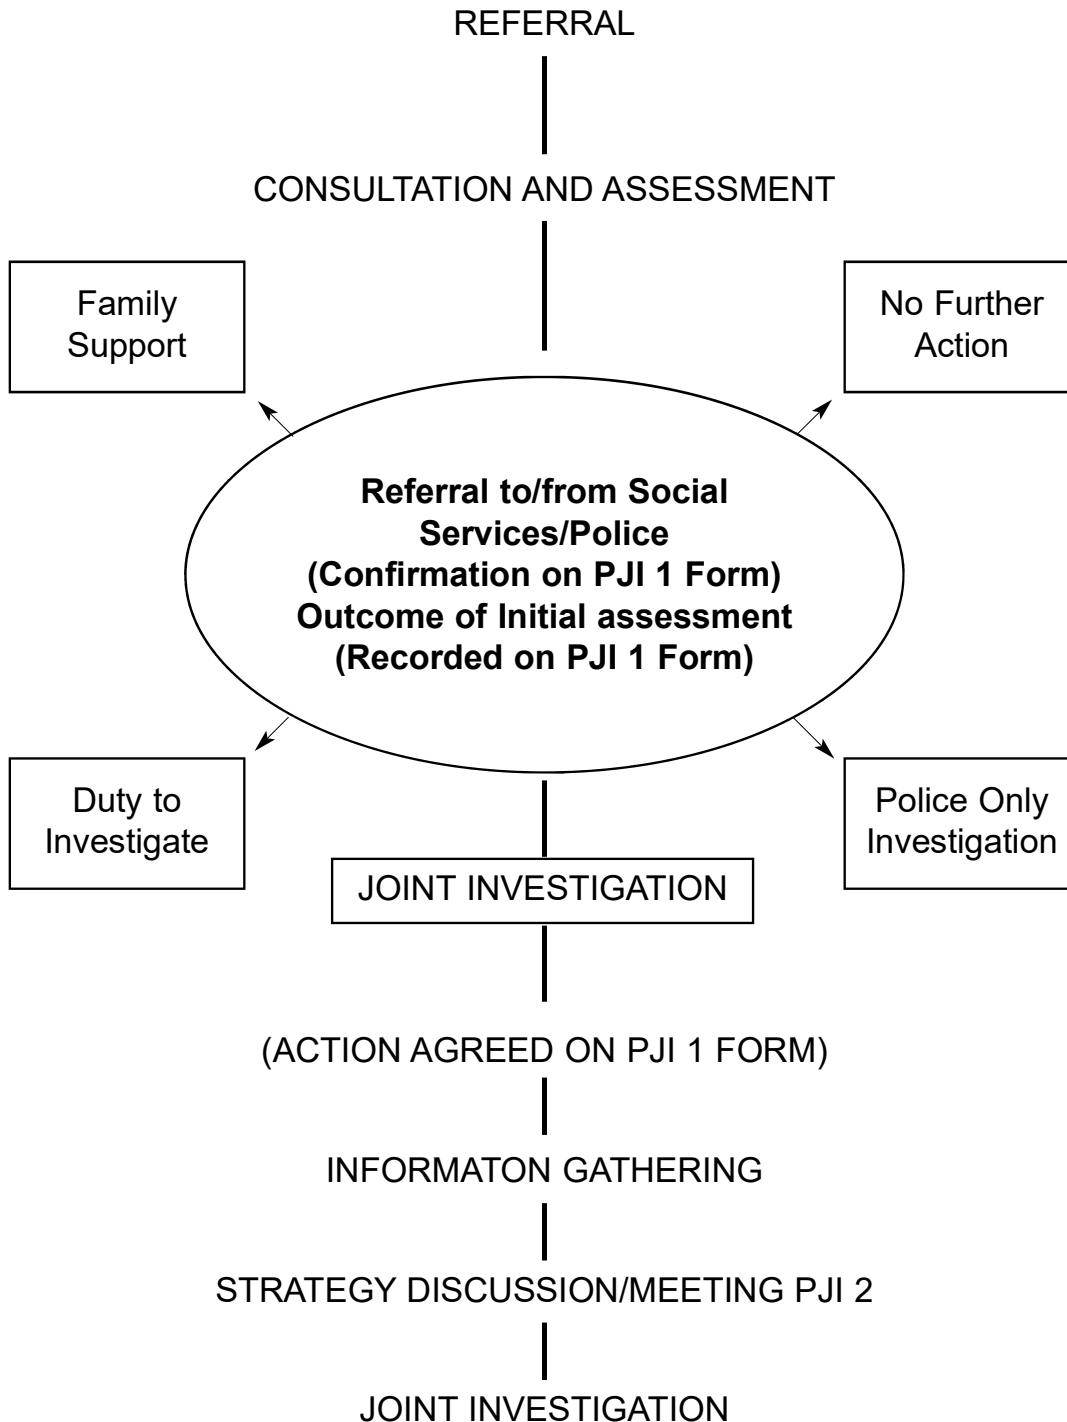 REFERRAL
CONSULTATION AND ASSESSMENT
Family
Support
No Further
Action
Referral to/from Social
Services/Police
(Confirmation on PJI 1 Form)
Outcome of Initial assessment
(Recorded on PJI 1 Form)
Duty to
Investigate
Police Only
Investigation
JOINT INVESTIGATION
(ACTION AGREED ON PJI 1 FORM)
INFORMATON GATHERING
STRATEGY DISCUSSION/MEETING PJI 2
JOINT INVESTIGATION